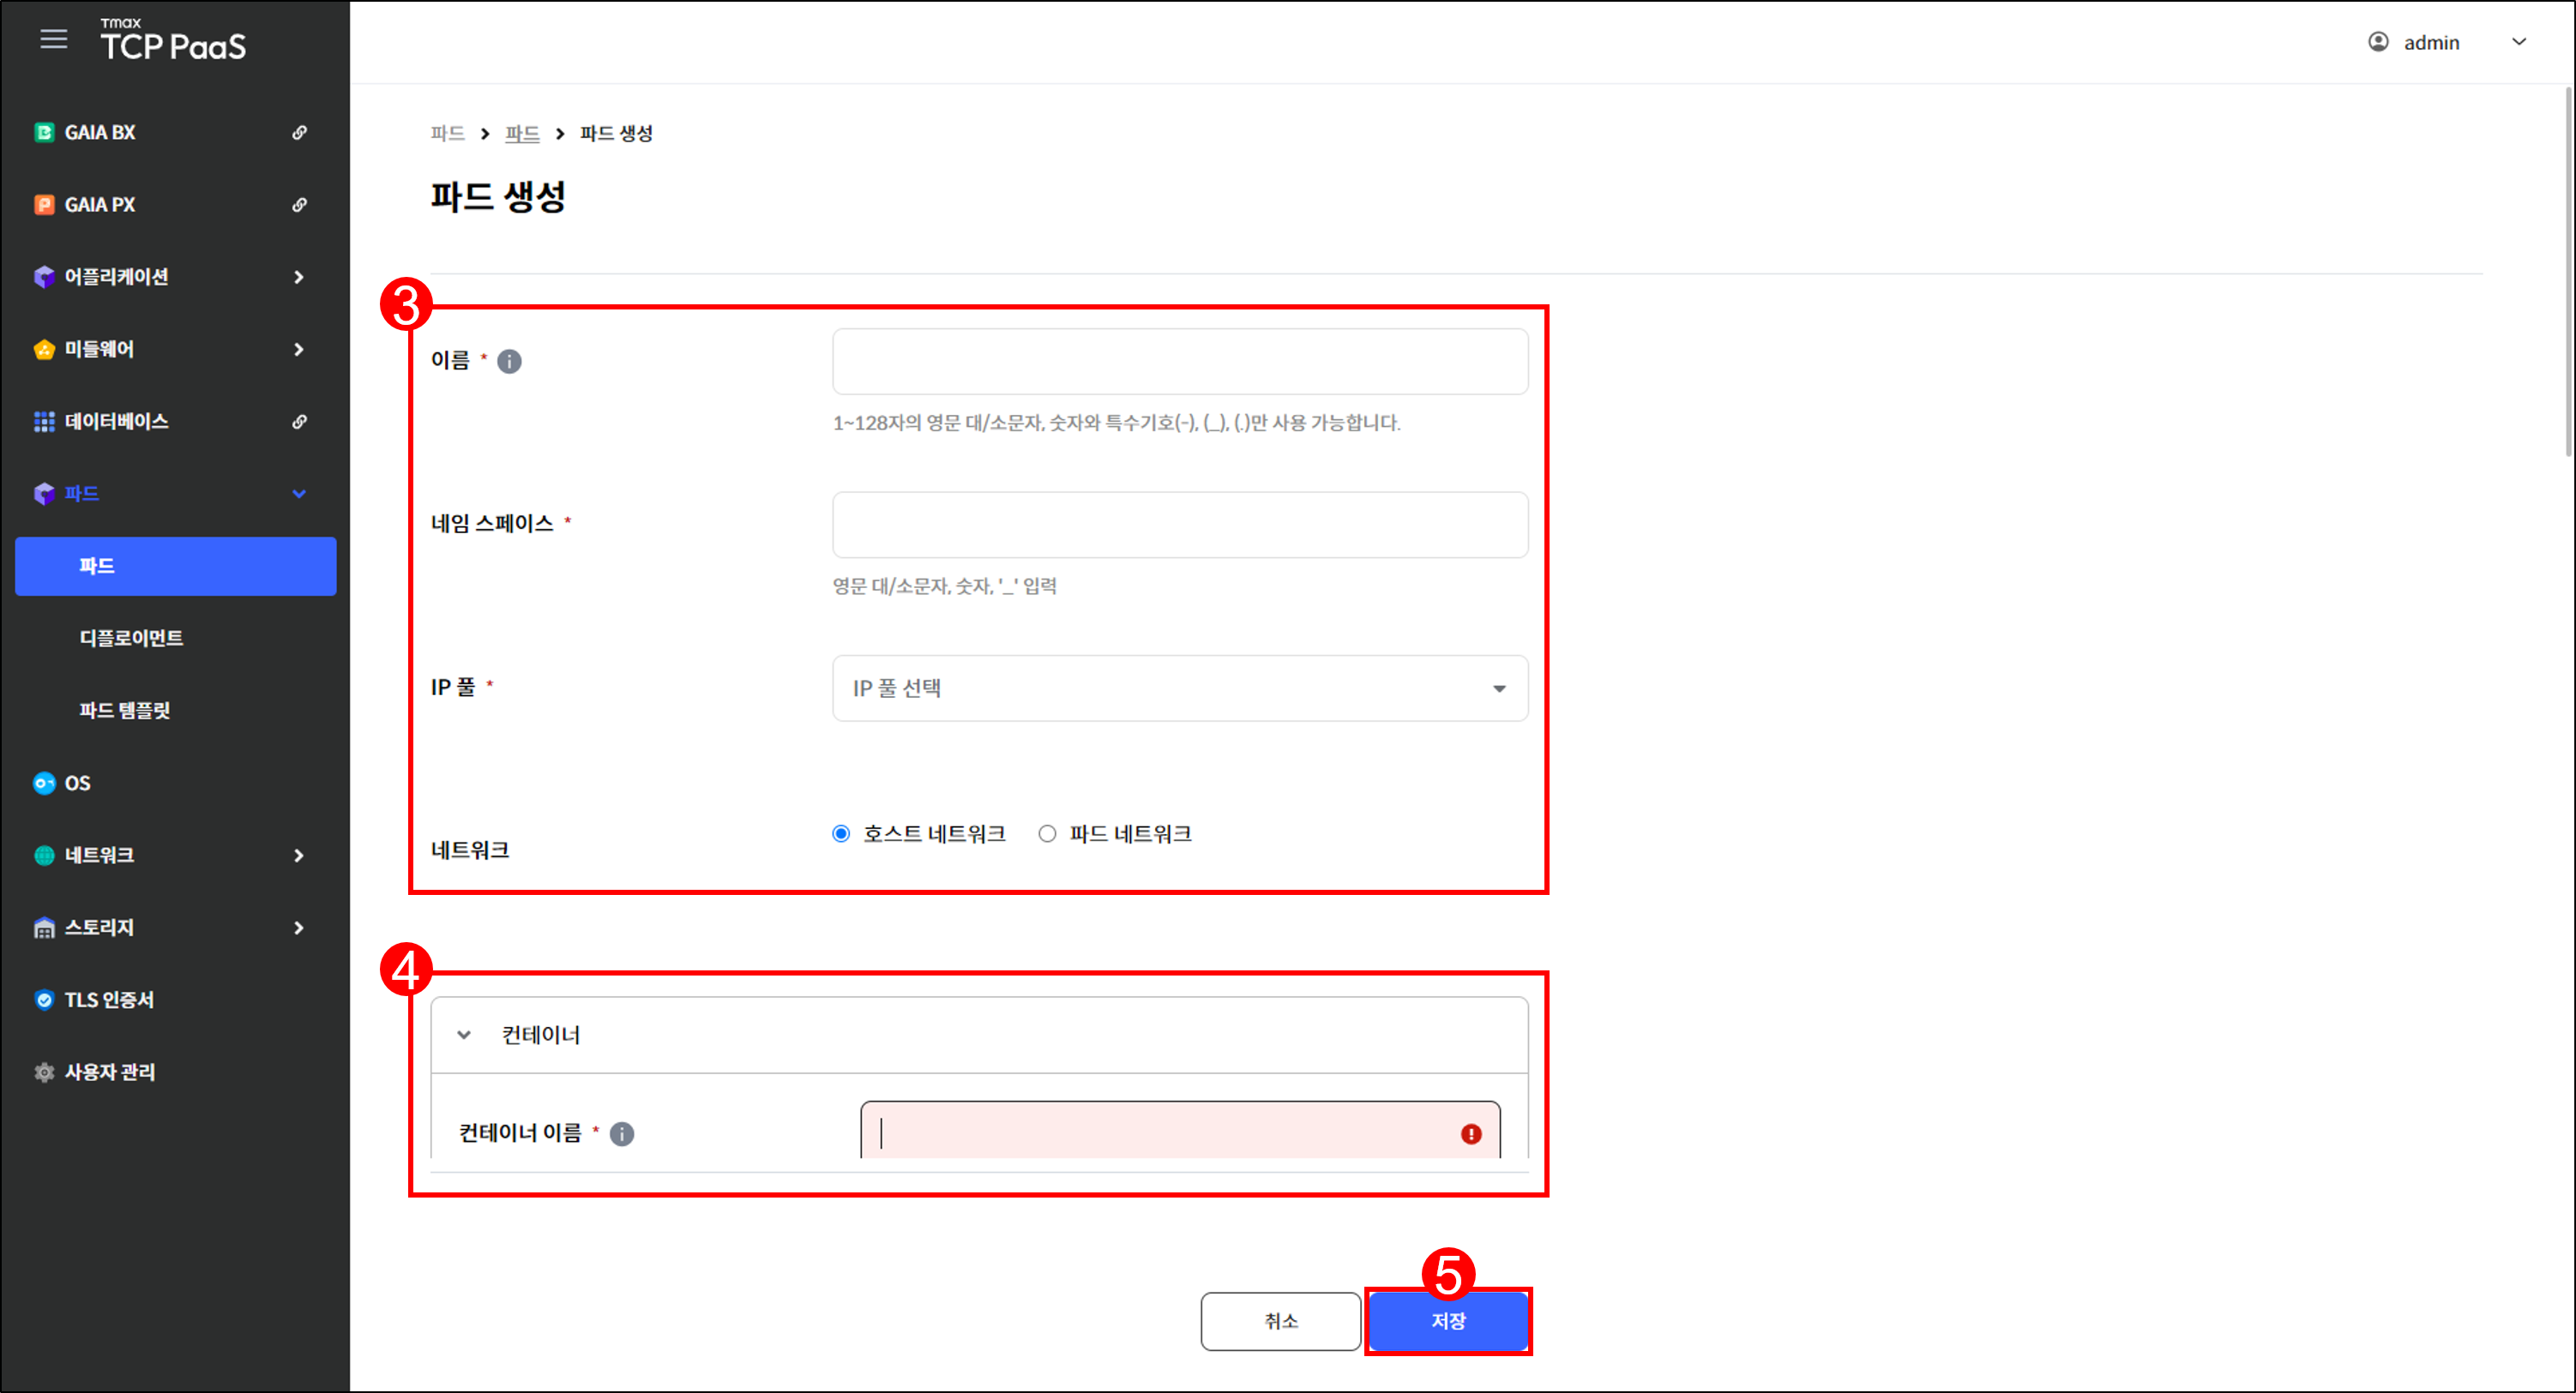 Tmax
TCP PaaS
admin
GAIA BX
GAIA PX
어플리케이션
미들웨어
데이터베이스
파드
파드
디플로이먼트
파드 템플릿
OS
네트워크
스토리지
TLS 인증서
사용자 관리
파드 > 파드 > 파드 생성
파드 생성
3
이름 *
1~128자의 영문 대/소문자, 숫자와 특수기호(-), (_), (.)만 사용 가능합니다.
네임 스페이스 *
영문 대/소문자, 숫자, '_' 입력
IP 풀 *
IP 풀 선택
네트워크
호스트 네트워크 파드 네트워크
4
컨테이너
컨테이너 이름 *
5
취소 저장